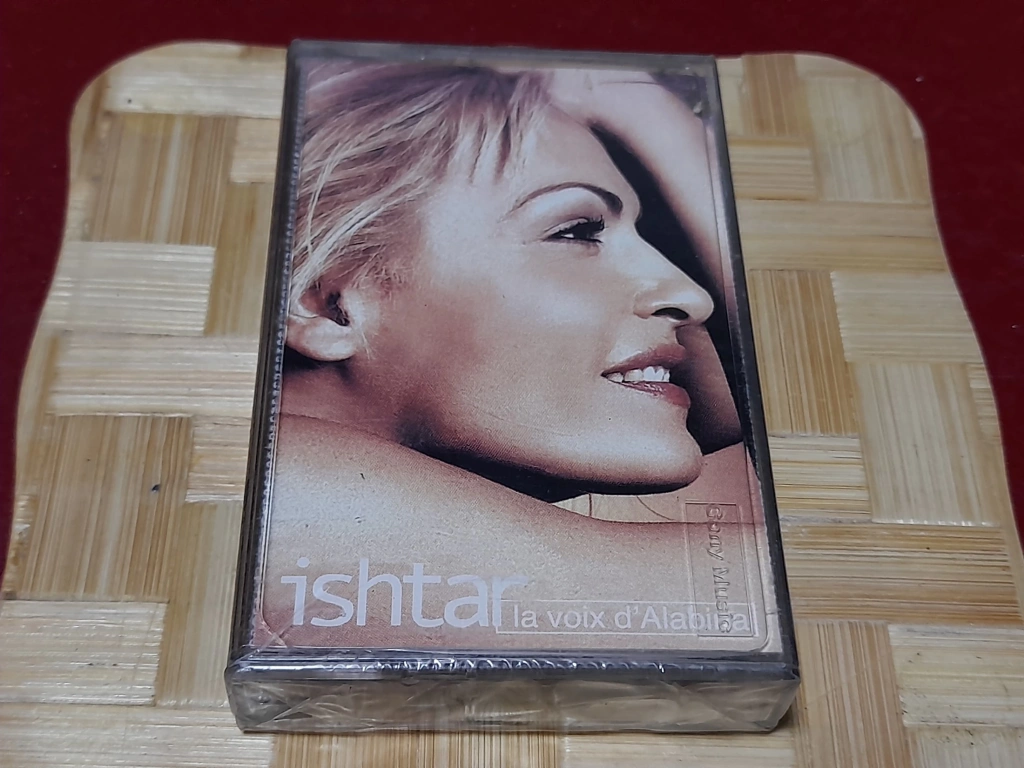 ishtar
la voix d'Alabina
Sony Music